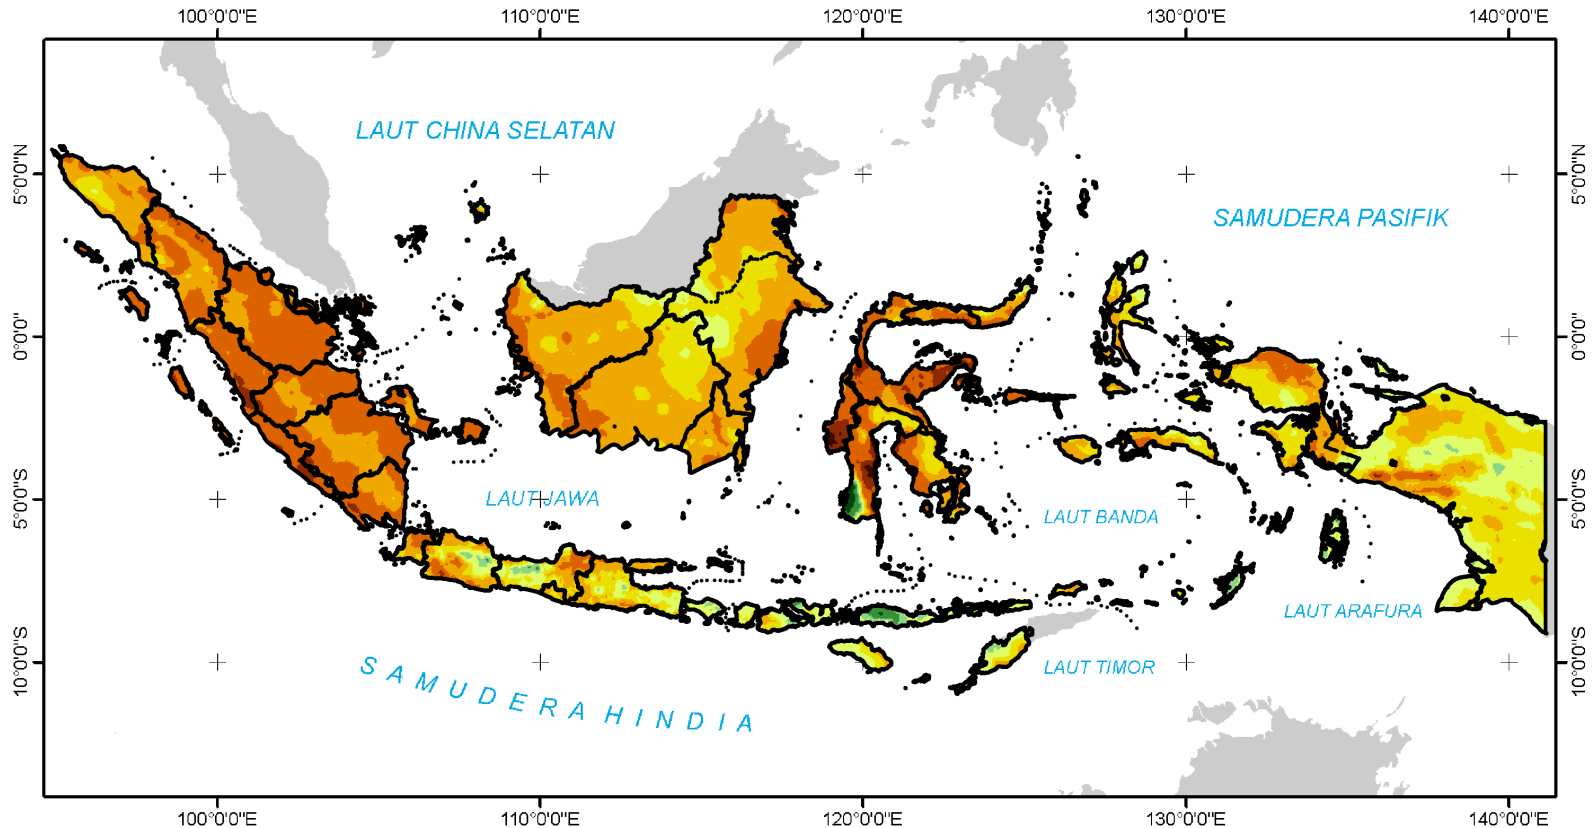 100°0'0"E 110°0'0"E 120°0'0"E 130°0'0"E 140°0'0"E
LAUT CHINA SELATAN
5°0'0"N 5°0'0"N
SAMUDERA PASIFIK
0°0'0" 0°0'0"
LAUT JAWA
5°0'0"S 5°0'0"S
LAUT BANDA
LAUT ARAFURA
10°0'0"S 10°0'0"S
LAUT TIMOR
SAMUDERA HINDIA
100°0'0"E 110°0'0"E 120°0'0"E 130°0'0"E 140°0'0"E